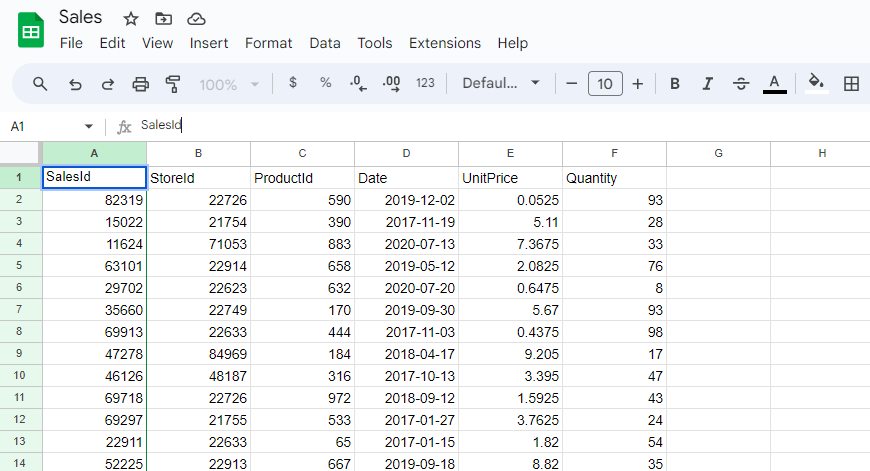 Sales
File Edit View Insert Format Data Tools Extensions Help
100% $ % .0 .00 123 Defaul... 10 B I S A
A1 fx SalesId
A B C D E F G H
1 SalesId StoreId ProductId Date UnitPrice Quantity
2 82319 22726 590 2019-12-02 0.0525 93
3 15022 21754 390 2017-11-19 5.11 28
4 11624 71053 883 2020-07-13 7.3675 33
5 63101 22914 658 2019-05-12 2.0825 76
6 29702 22623 632 2020-07-20 0.6475 8
7 35660 22749 170 2019-09-30 5.67 93
8 69913 22633 444 2017-11-03 0.4375 98
9 47278 84969 184 2018-04-17 9.205 17
10 46126 48187 316 2017-10-13 3.395 47
11 69718 22726 972 2018-09-12 1.5925 43
12 69297 21755 533 2017-01-27 3.7625 24
13 22911 22633 65 2017-01-15 1.82 54
14 52225 22913 667 2019-09-18 8.82 35